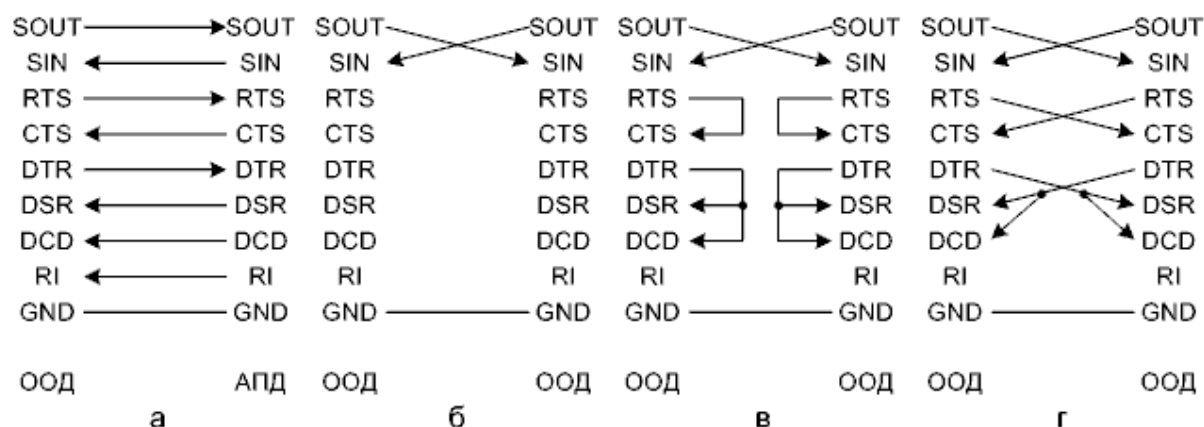 SOUT SOUT SOUT SOUT SOUT SOUT SOUT SOUT
SIN SIN SIN SIN SIN SIN SIN SIN
RTS RTS RTS RTS RTS RTS RTS RTS
CTS CTS CTS CTS CTS CTS CTS CTS
DTR DTR DTR DTR DTR DTR DTR DTR
DSR DSR DSR DSR DSR DSR DSR DSR
DCD DCD DCD DCD DCD DCD DCD DCD
RI RI RI RI RI RI RI RI
GND GND GND GND GND GND GND GND
ООД АПД ООД ООД ООД ООД ООД ООД
а б в г